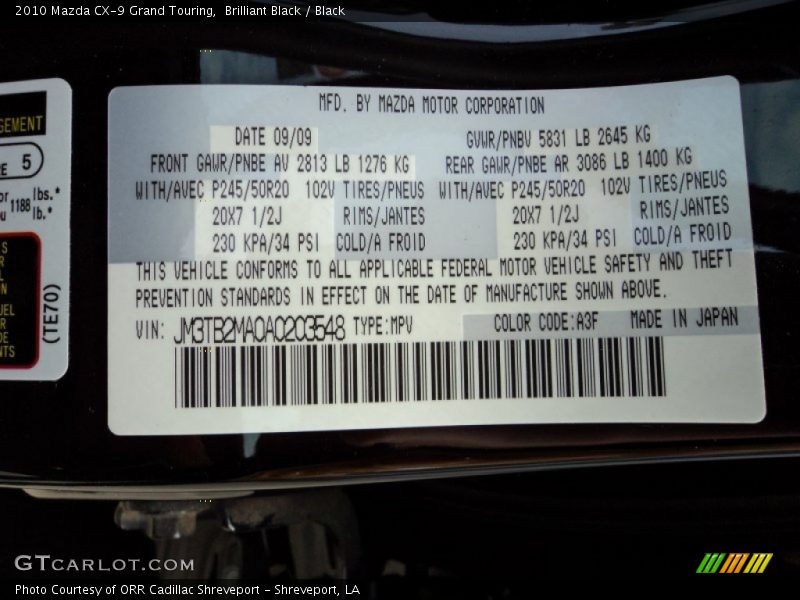 2010 Mazda CX-9 Grand Touring, Brilliant Black / Black
MFD. BY MAZDA MOTOR CORPORATION
DATE 09/09 GVWR/PNBV 5831 LB 2645 KG
FRONT GAWR/PNBE AV 2813 LB 1276 KG REAR GAWR/PNBE AR 3086 LB 1400 KG
WITH/AVEC P245/50R20 102V TIRES/PNEUS WITH/AVEC P245/50R20 102V TIRES/PNEUS
20X7 1/2J RIMS/JANTES 20X7 1/2J RIMS/JANTES
230 KPA/34 PSI COLD/A FROID 230 KPA/34 PSI COLD/A FROID
THIS VEHICLE CONFORMS TO ALL APPLICABLE FEDERAL MOTOR VEHICLE SAFETY AND THEFT
PREVENTION STANDARDS IN EFFECT ON THE DATE OF MANUFACTURE SHOWN ABOVE.
VIN: JM3TB2MA0A0203548 TYPE:MPV COLOR CODE:A3F MADE IN JAPAN
5
1188 lbs.*
lb.*
(TE70)
GTCARLOT.COM
Photo Courtesy of ORR Cadillac Shreveport - Shreveport, LA